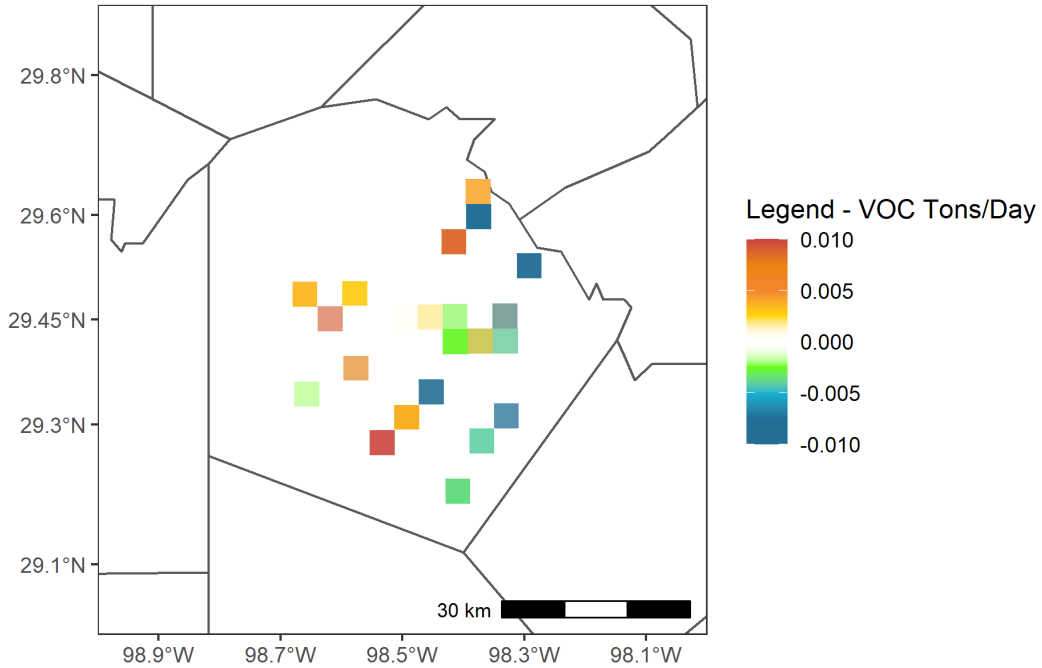 29.8°N
29.6°N
29.45°N
29.3°N
29.1°N
98.9°W 98.7°W 98.5°W 98.3°W 98.1°W
30 km
Legend - VOC Tons/Day
0.010
0.005
0.000
-0.005
-0.010